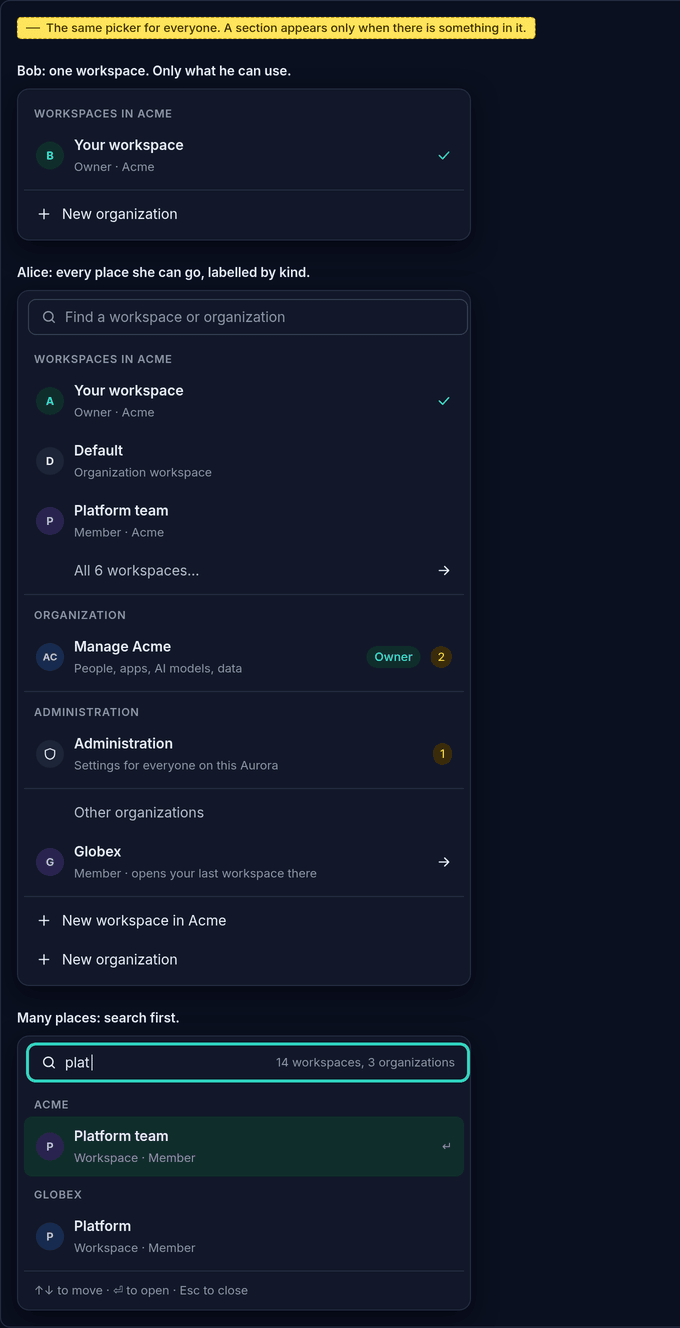 — The same picker for everyone. A section appears only when there is something in it.
Bob: one workspace. Only what he can use.
WORKSPACES IN ACME
B
Your workspace
Owner · Acme
New organization
Alice: every place she can go, labelled by kind.
Find a workspace or organization
WORKSPACES IN ACME
A
Your workspace
Owner · Acme
D
Default
Organization workspace
P
Platform team
Member · Acme
All 6 workspaces...
ORGANIZATION
AC
Manage Acme
People, apps, AI models, data
Owner
2
ADMINISTRATION
Administration
Settings for everyone on this Aurora
1
Other organizations
G
Globex
Member · opens your last workspace there
New workspace in Acme
New organization
Many places: search first.
plat
14 workspaces, 3 organizations
ACME
P
Platform team
Workspace · Member
↵
GLOBEX
P
Platform
Workspace · Member
↑↓ to move · ⏎ to open · Esc to close